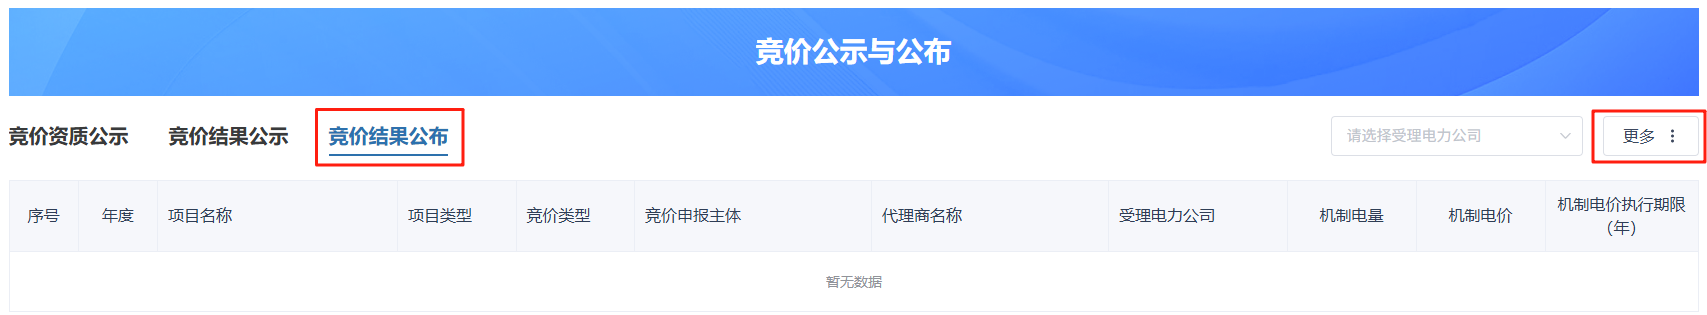 竞价公示与公布
竞价资质公示 竞价结果公示 竞价结果公布 请选择受理电力公司 更多
序号 年度 项目名称 项目类型 竞价类型 竞价申报主体 代理商名称 受理电力公司 机制电量 机制电价 机制电价执行期限
（年）
暂无数据